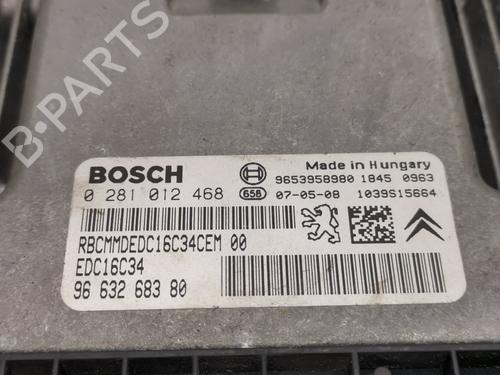 B-PARTS
BOSCH
Made in Hungary
9653958980 1845 0963
0 281 012 468
658
07-05-08 1039S15664
RBCMMDEDC16C34CEM 00
EDC16C34
96 632 683 80